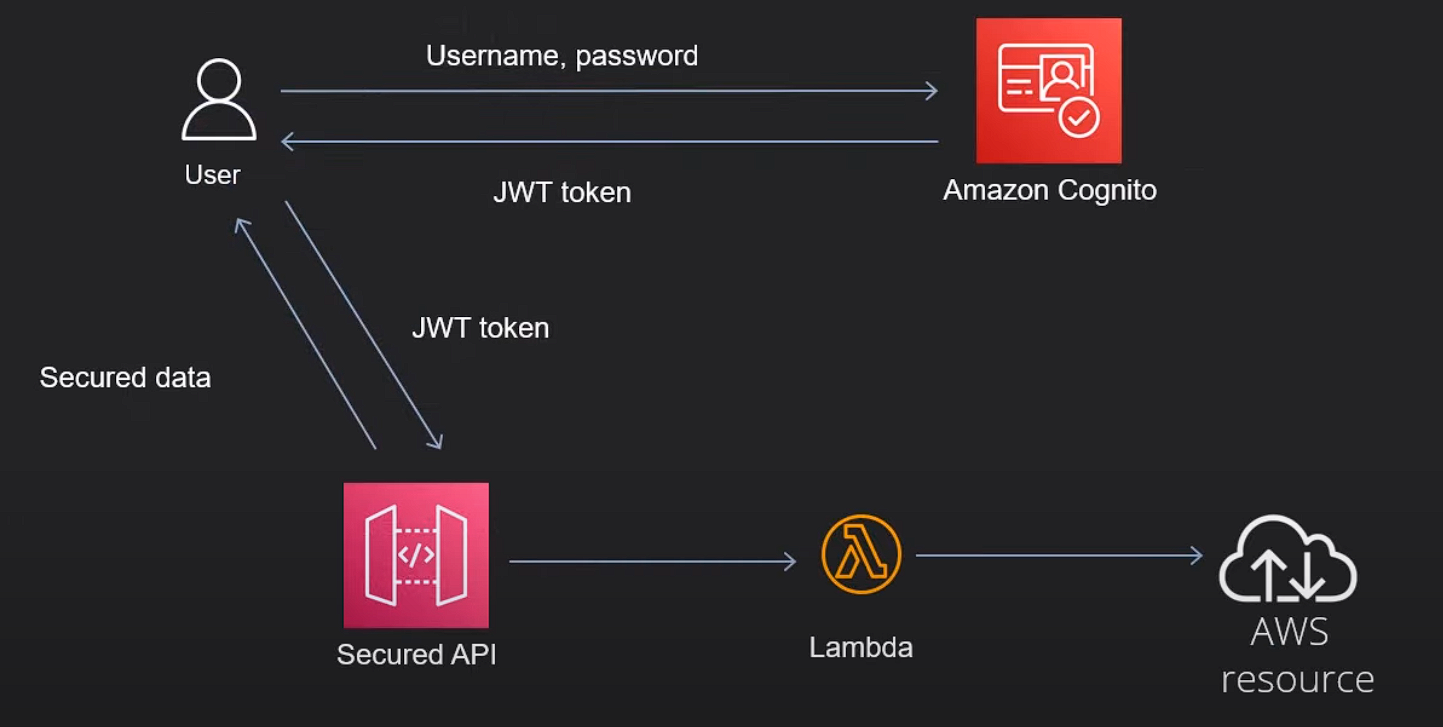 Username, password
User
JWT token
Amazon Cognito
JWT token
Secured data
</>
Secured API
Lambda
AWS
resource